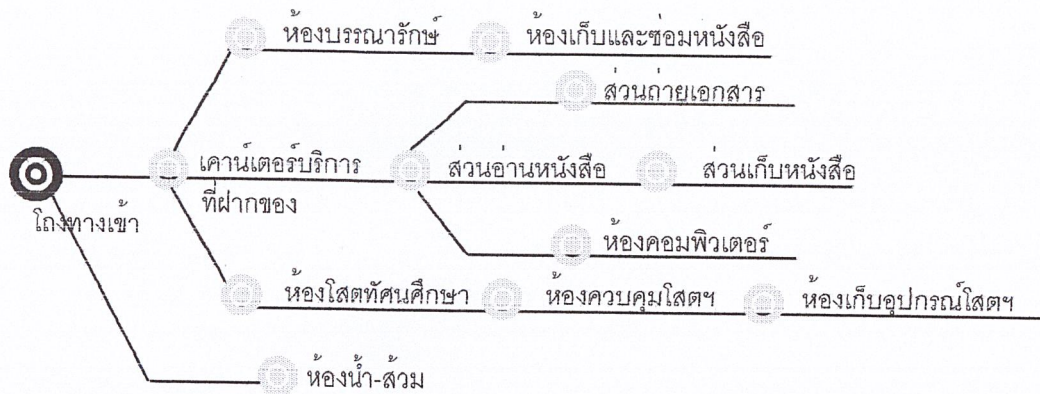 ห้องบรรณารักษ์ ห้องเก็บและซ่อมหนังสือ
ส่วนถ่ายเอกสาร
เคาน์เตอร์บริการ ส่วนอ่านหนังสือ ส่วนเก็บหนังสือ
ที่ฝากของ
โถงทางเข้า
ห้องคอมพิวเตอร์
ห้องโสตทัศนศึกษา ห้องควบคุมโสตฯ ห้องเก็บอุปกรณ์โสตฯ
ห้องน้ำ-ส้วม